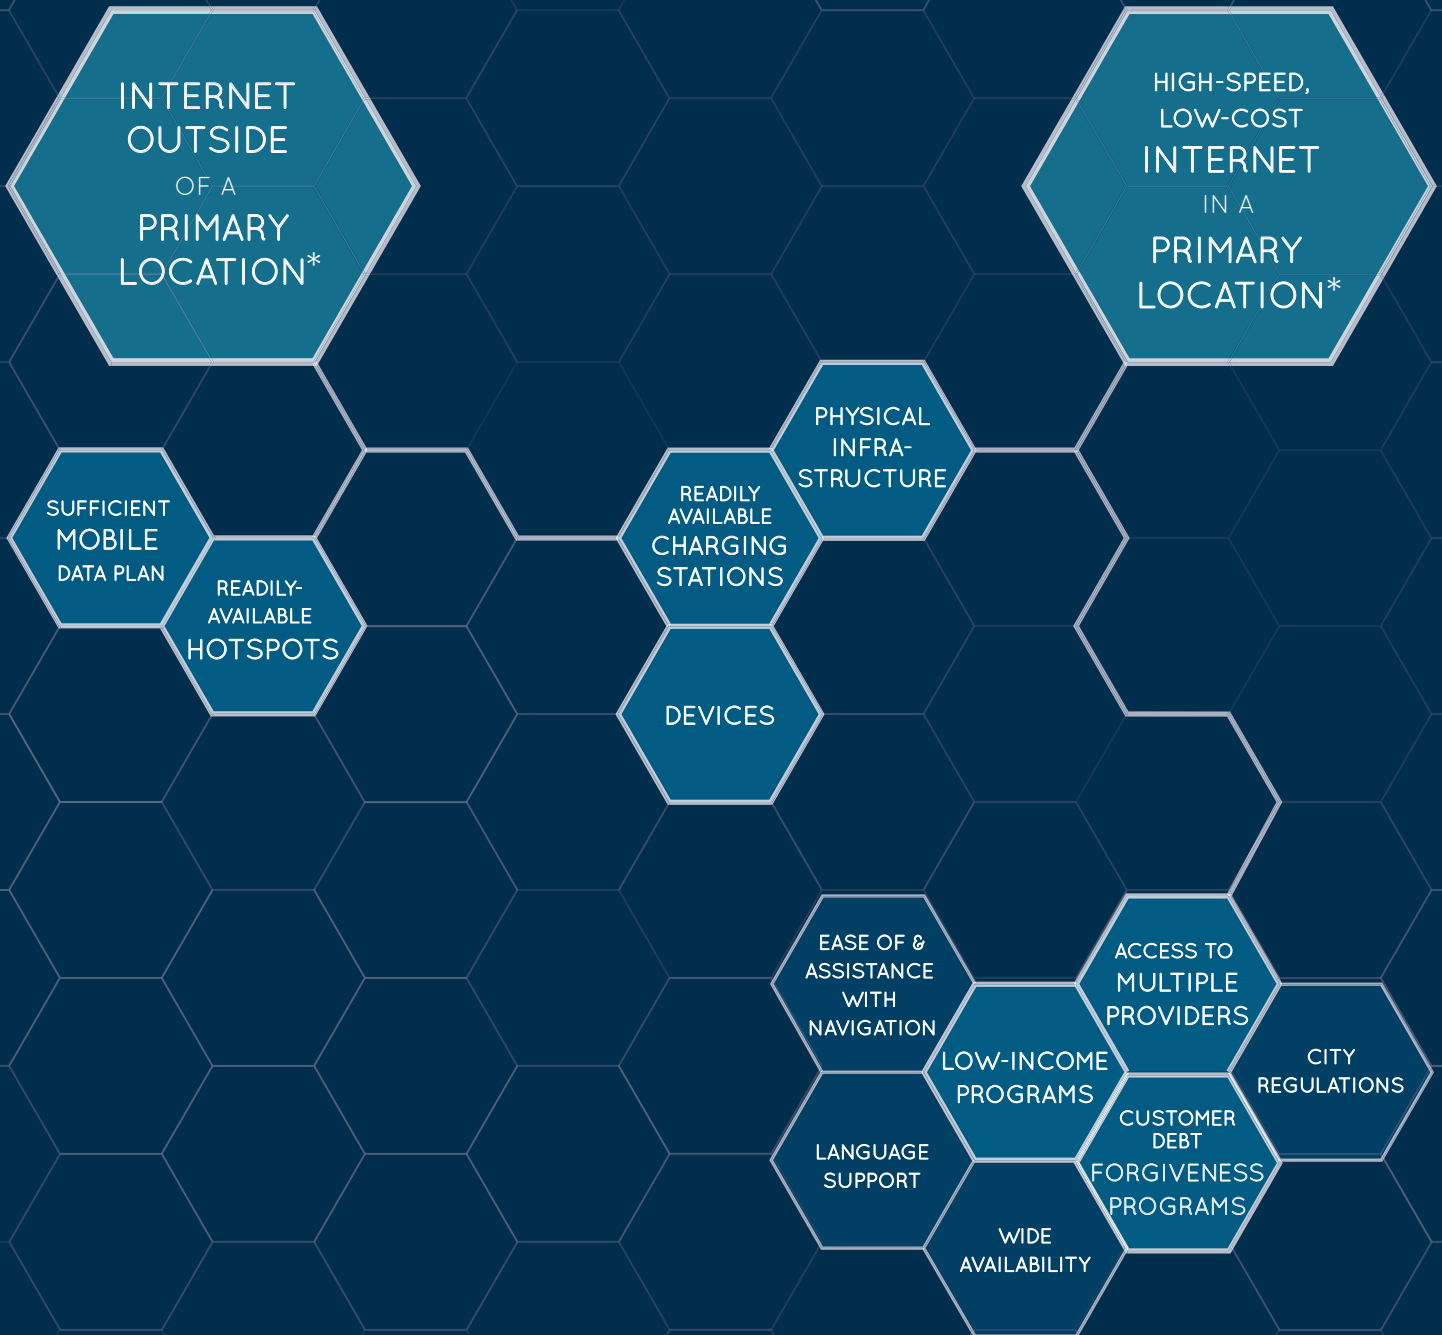 INTERNET
OUTSIDE
OF A
PRIMARY
LOCATION*
HIGH-SPEED,
LOW-COST
INTERNET
IN A
PRIMARY
LOCATION*
PHYSICAL
INFRA-
STRUCTURE
READILY
AVAILABLE
CHARGING
STATIONS
SUFFICIENT
MOBILE
DATA PLAN
READILY-
AVAILABLE
HOTSPOTS
DEVICES
EASE OF &
ASSISTANCE
WITH
NAVIGATION
ACCESS TO
MULTIPLE
PROVIDERS
LOW-INCOME
PROGRAMS
CITY
REGULATIONS
CUSTOMER
DEBT
FORGIVENESS
PROGRAMS
LANGUAGE
SUPPORT
WIDE
AVAILABILITY